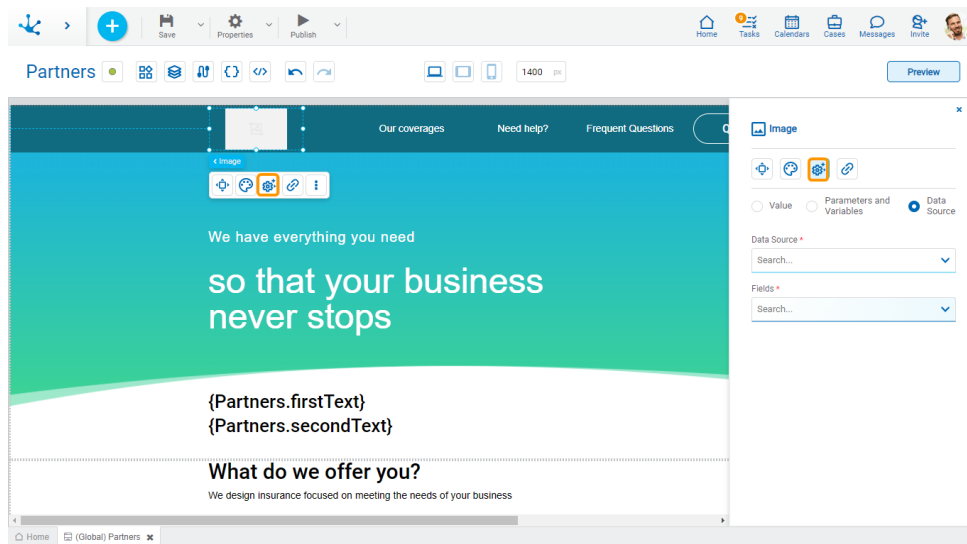 Save
Properties
Publish
Home
9
Tasks
Calendars
Cases
Messages
Invite
Partners
1400 px
Preview
Our coverages
Need help?
Frequent Questions
Q
Image
We have everything you need
so that your business
never stops
{Partners.firstText}
{Partners.secondText}
What do we offer you?
We design insurance focused on meeting the needs of your business
Image
Value
Parameters and
Variables
Data
Source
Data Source *
Search...
Fields *
Search...
Home
(Global) Partners